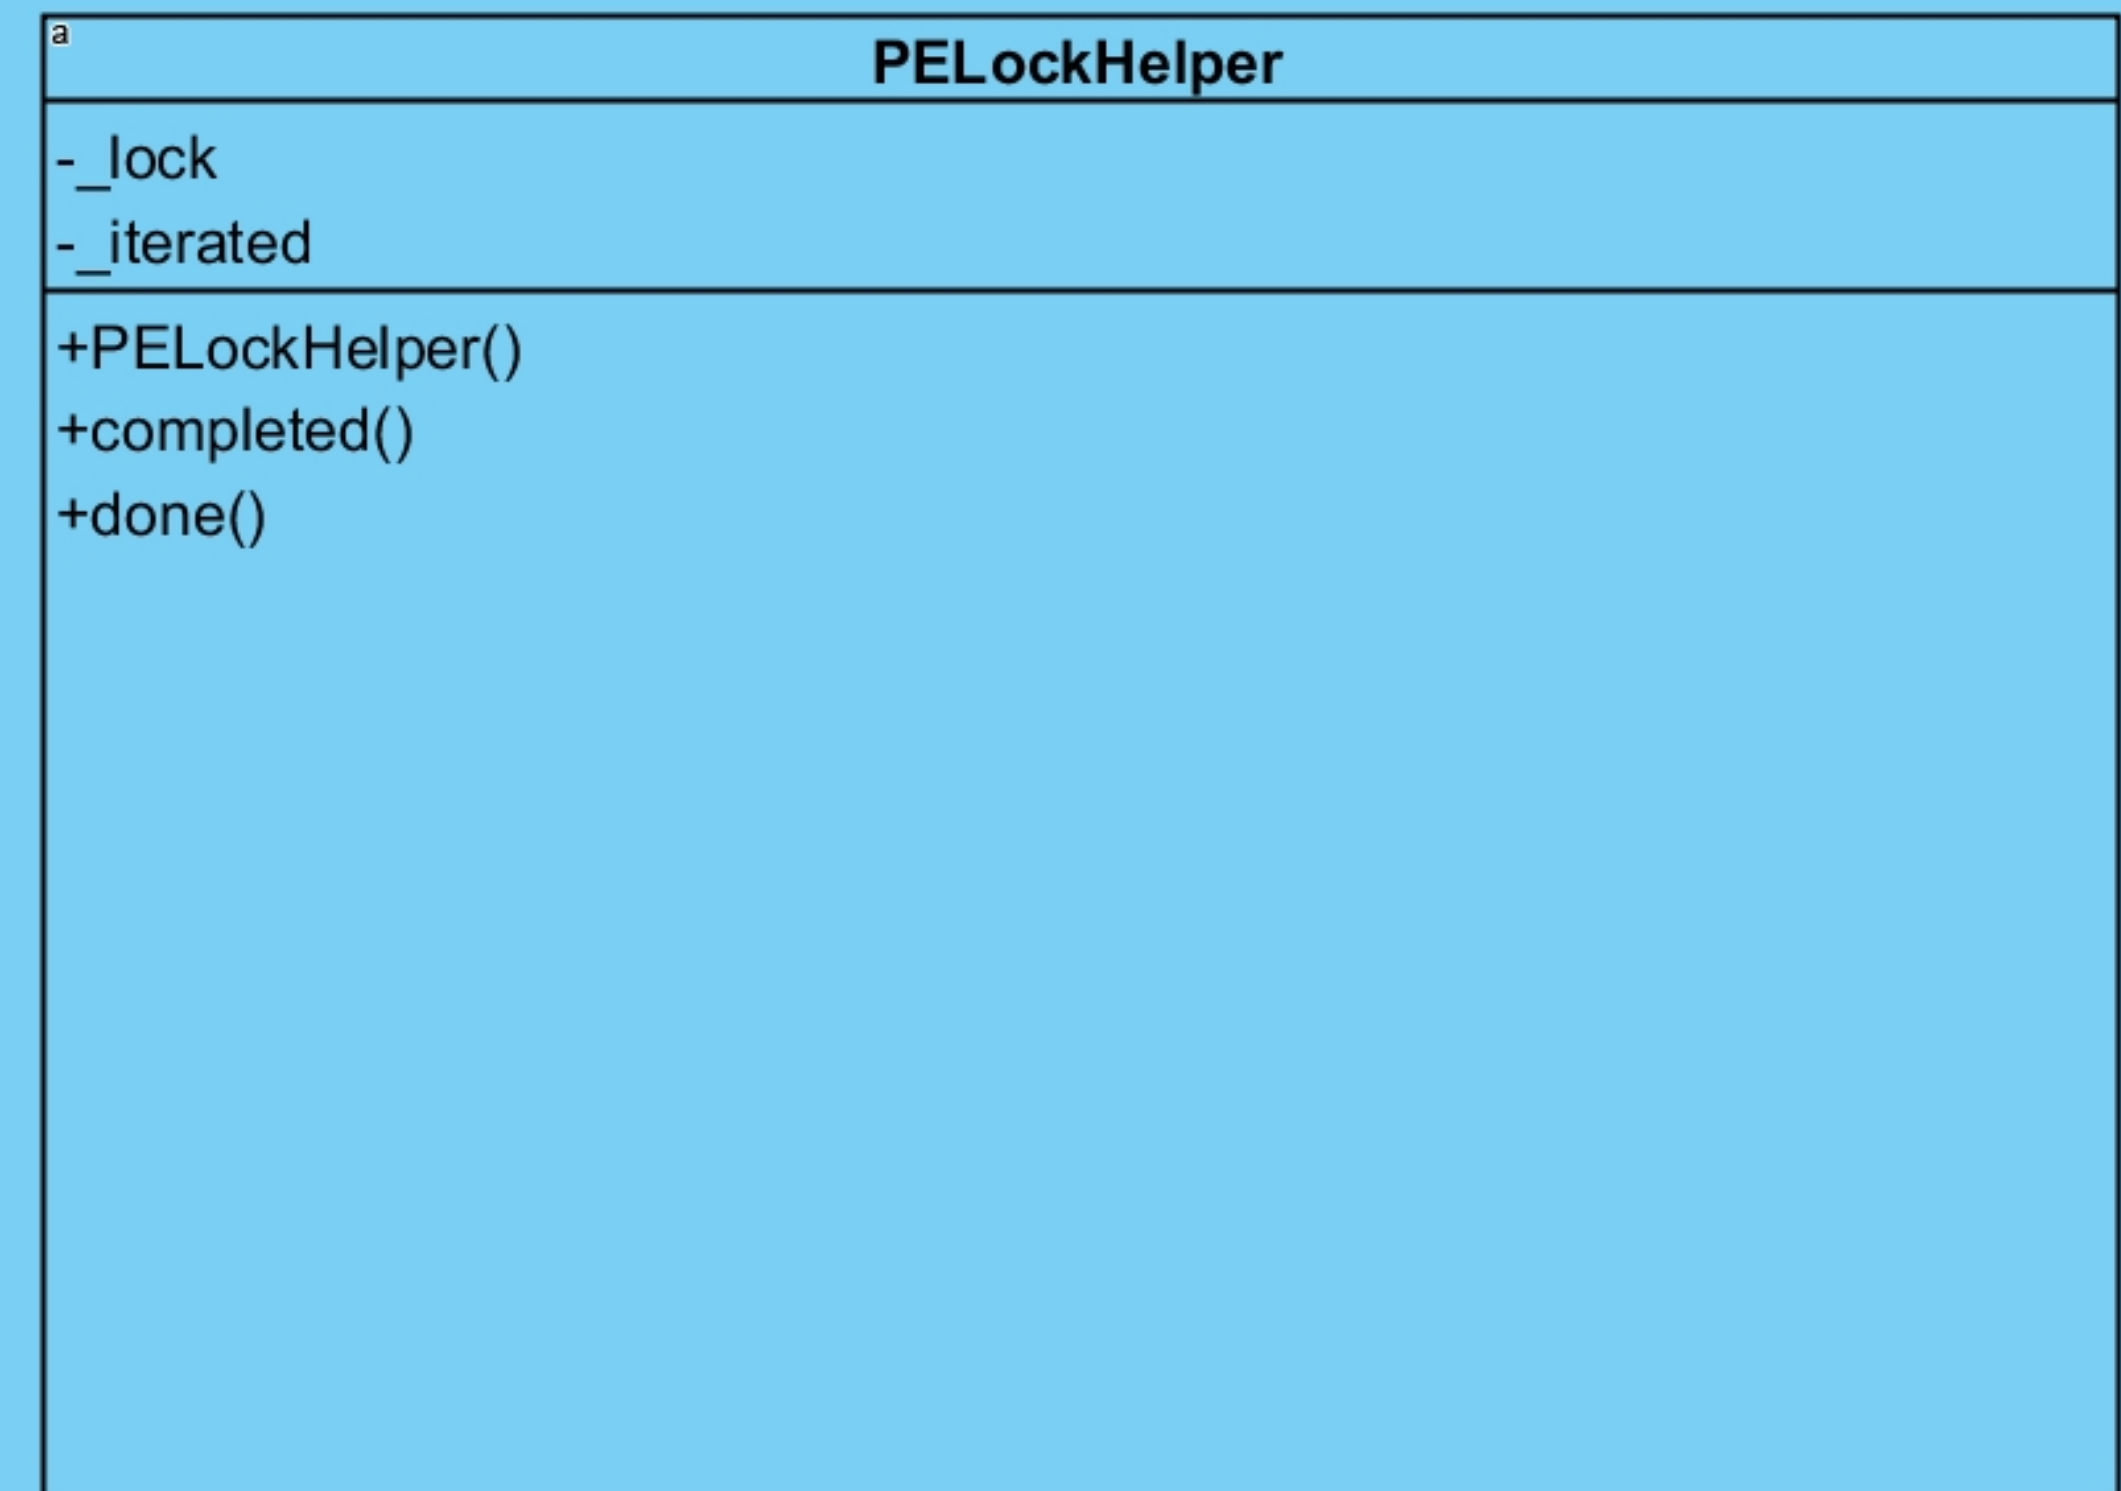 a
PELockHelper
-_lock
-_iterated
+PELockHelper()
+completed()
+done()